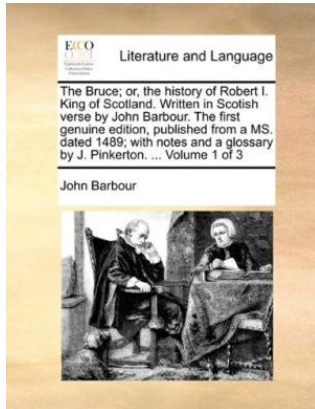 ECCO
Literature and Language
The Bruce; or, the history of Robert I.
King of Scotland. Written in Scotish
verse by John Barbour. The first
genuine edition, published from a MS.
dated 1489; with notes and a glossary
by J. Pinkerton. ... Volume 1 of 3
John Barbour